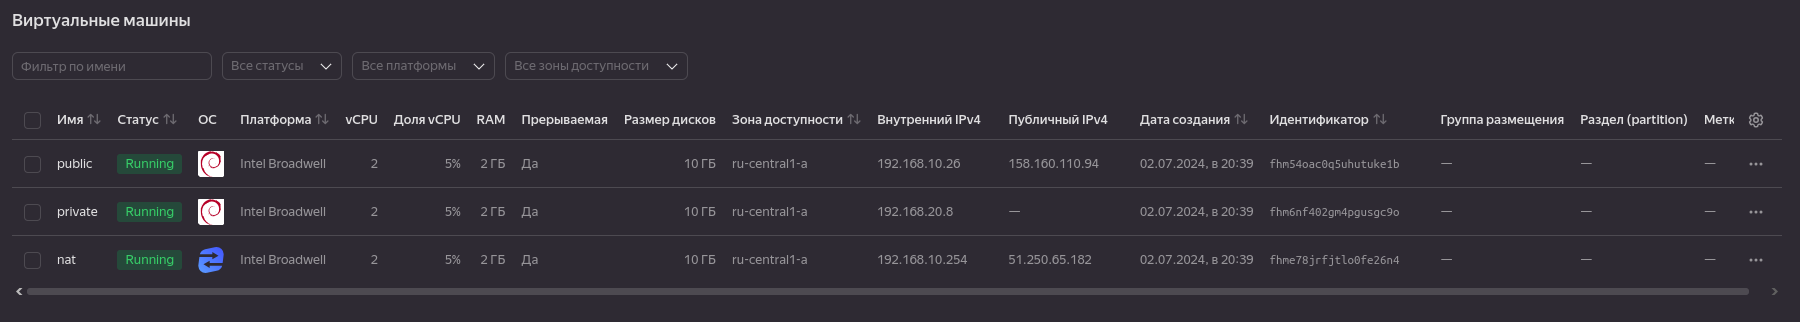 Виртуальные машины
Фильтр по имени Все статусы Все платформы Все зоны доступности
Имя Статус ОС Платформа vCPU Доля vCPU RAM Прерываемая Размер дисков Зона доступности Внутренний IPv4 Публичный IPv4 Дата создания Идентификатор Группа размещения Раздел (partition) Метк
public Running Intel Broadwell 2 5% 2 ГБ Да 10 ГБ ru-central1-a 192.168.10.26 158.160.110.94 02.07.2024, в 20:39 fhm54oac0q5uhutuke1b — — —
private Running Intel Broadwell 2 5% 2 ГБ Да 10 ГБ ru-central1-a 192.168.20.8 — 02.07.2024, в 20:39 fhm6nf402gm4pgusgc9o — — —
nat Running Intel Broadwell 2 5% 2 ГБ Да 10 ГБ ru-central1-a 192.168.10.254 51.250.65.182 02.07.2024, в 20:39 fhme78jrfjtlo0fe26n4 — — —